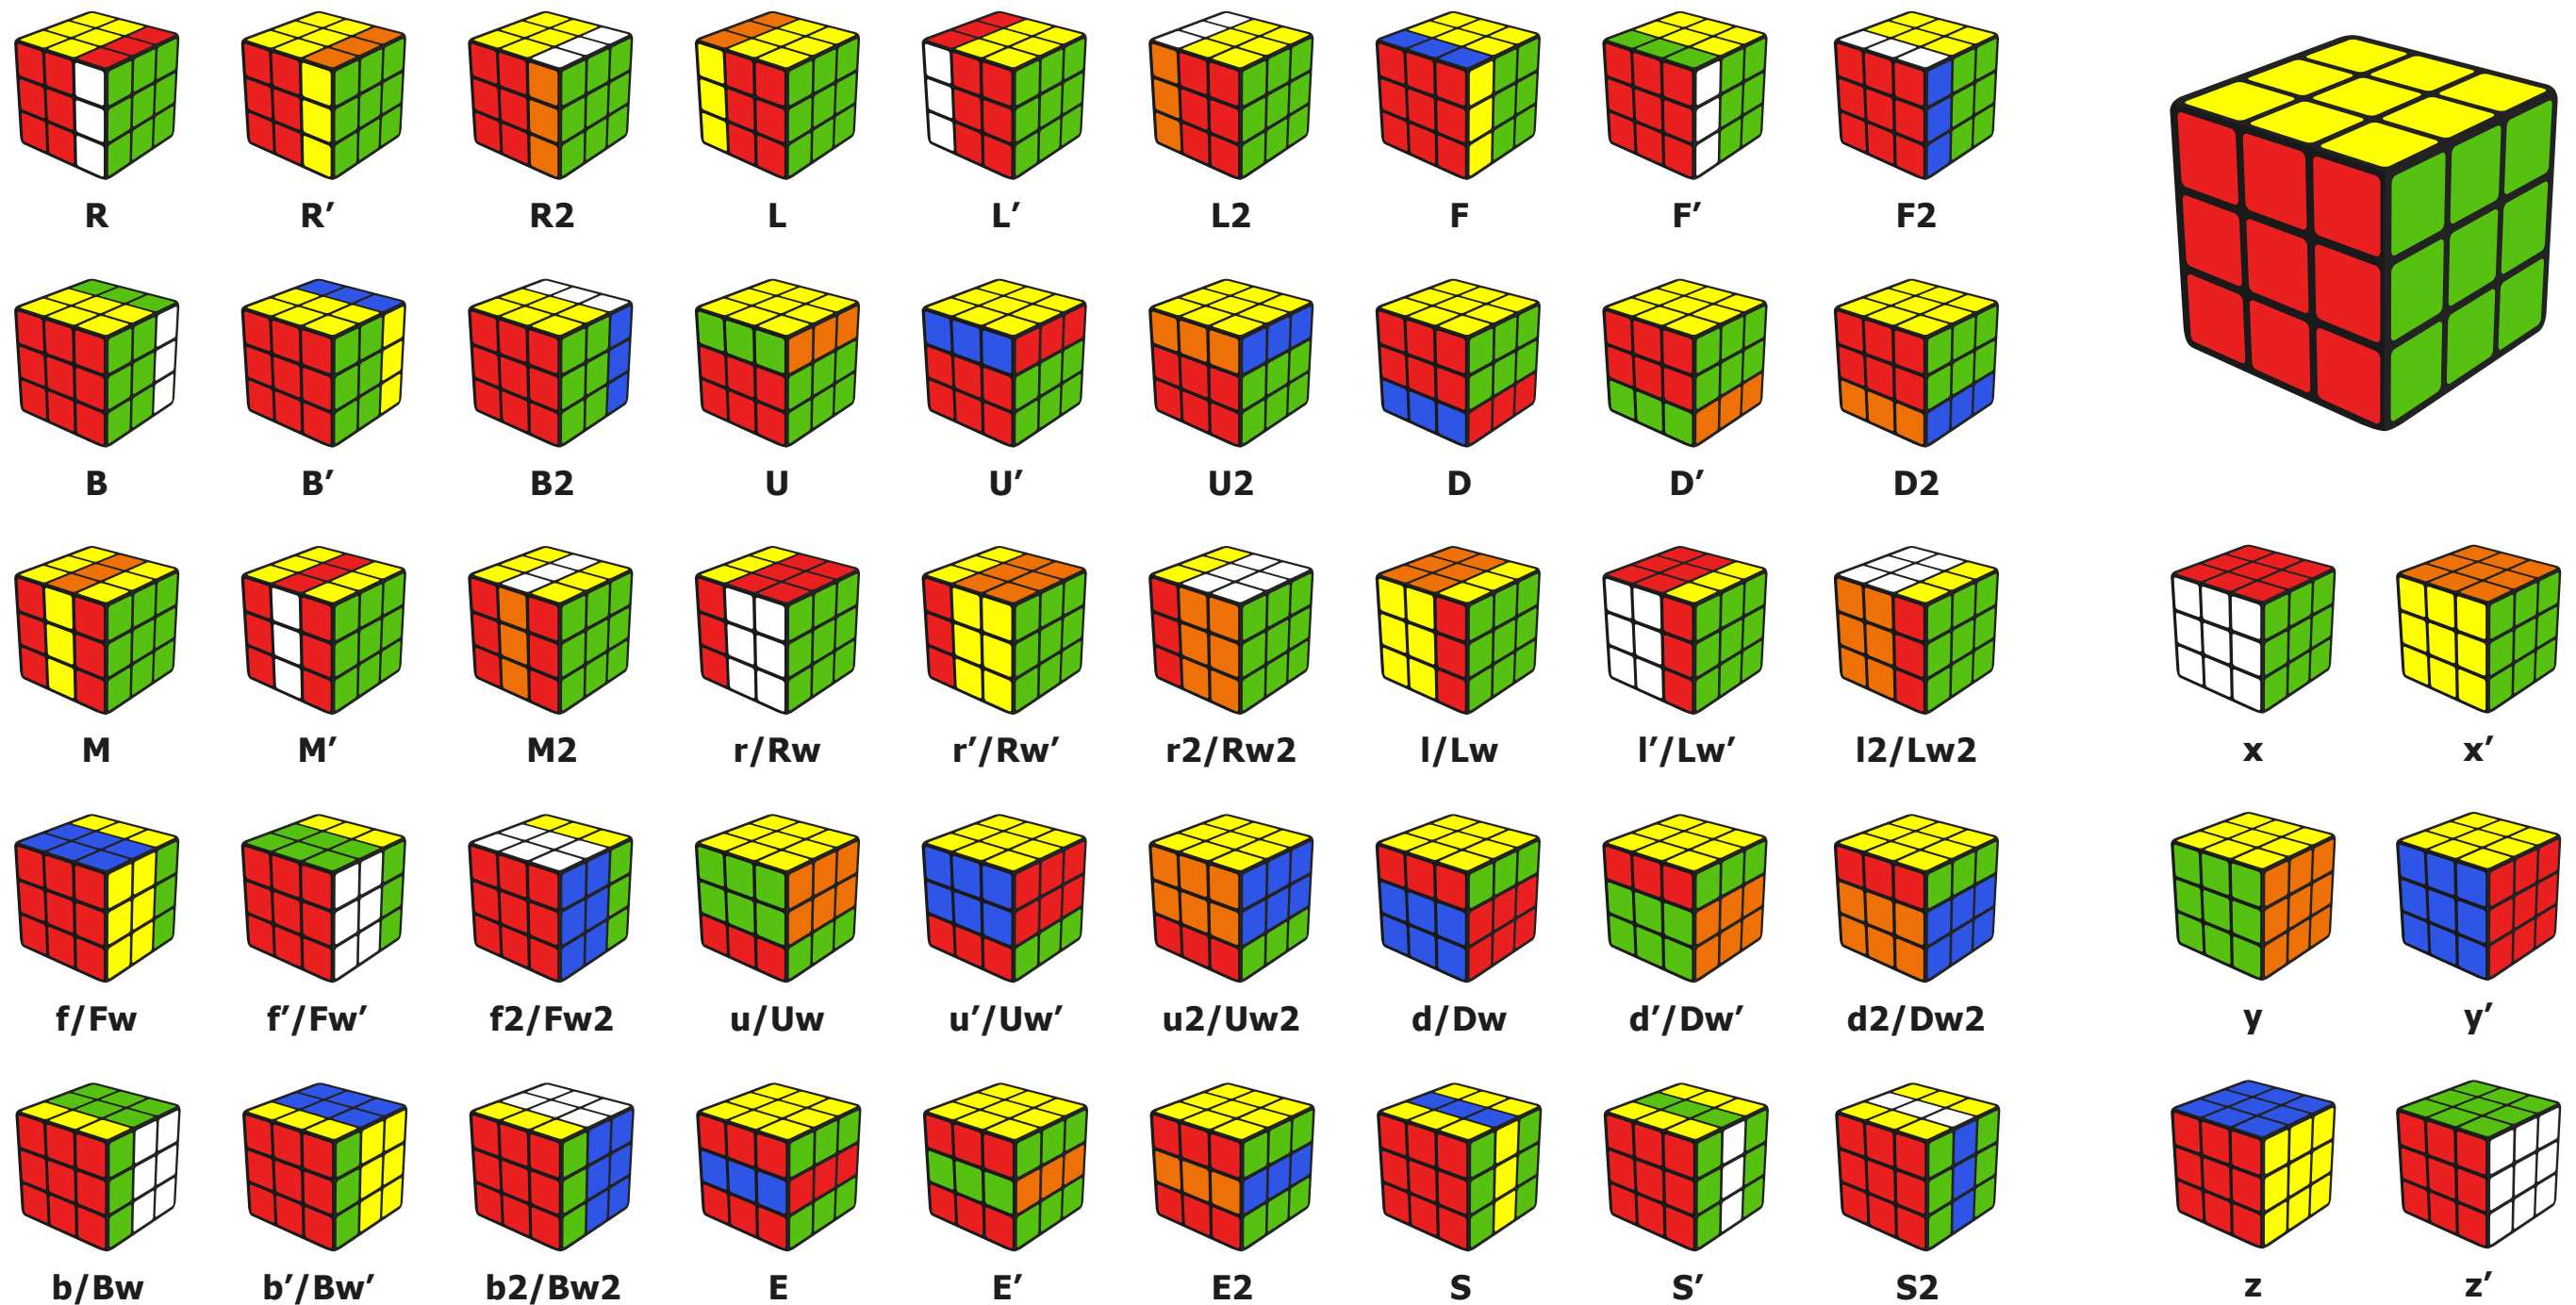 R R′ R2 L L′ L2 F F′ F2
B B′ B2 U U′ U2 D D′ D2
M M′ M2 r/Rw r′/Rw′ r2/Rw2 l/Lw l′/Lw′ l2/Lw2 x x′
f/Fw f′/Fw′ f2/Fw2 u/Uw u′/Uw′ u2/Uw2 d/Dw d′/Dw′ d2/Dw2 y y′
b/Bw b′/Bw′ b2/Bw2 E E′ E2 S S′ S2 z z′